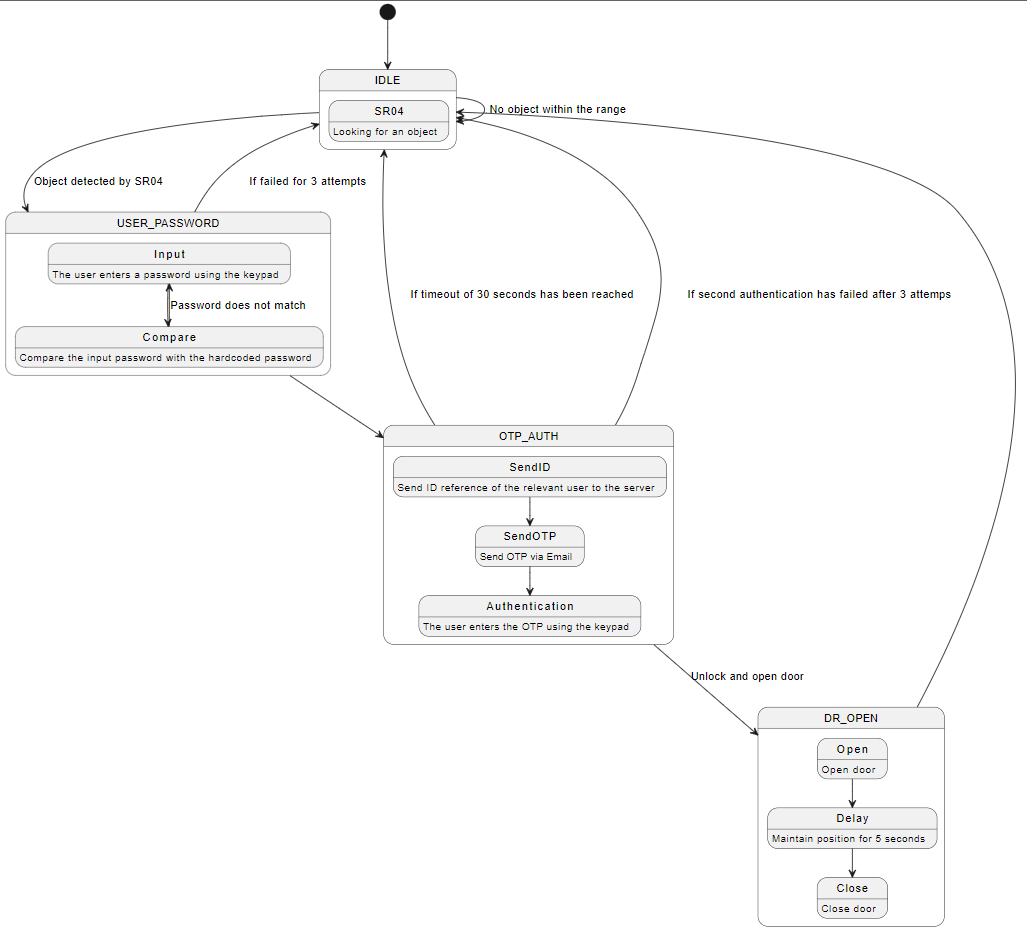 IDLE
SR04
Looking for an object
No object within the range
Object detected by SR04
If failed for 3 attempts
USER_PASSWORD
Input
The user enters a password using the keypad
Password does not match
Compare
Compare the input password with the hardcoded password
If timeout of 30 seconds has been reached
If second authentication has failed after 3 attemps
OTP_AUTH
SendID
Send ID reference of the relevant user to the server
SendOTP
Send OTP via Email
Authentication
The user enters the OTP using the keypad
Unlock and open door
DR_OPEN
Open
Open door
Delay
Maintain position for 5 seconds
Close
Close door